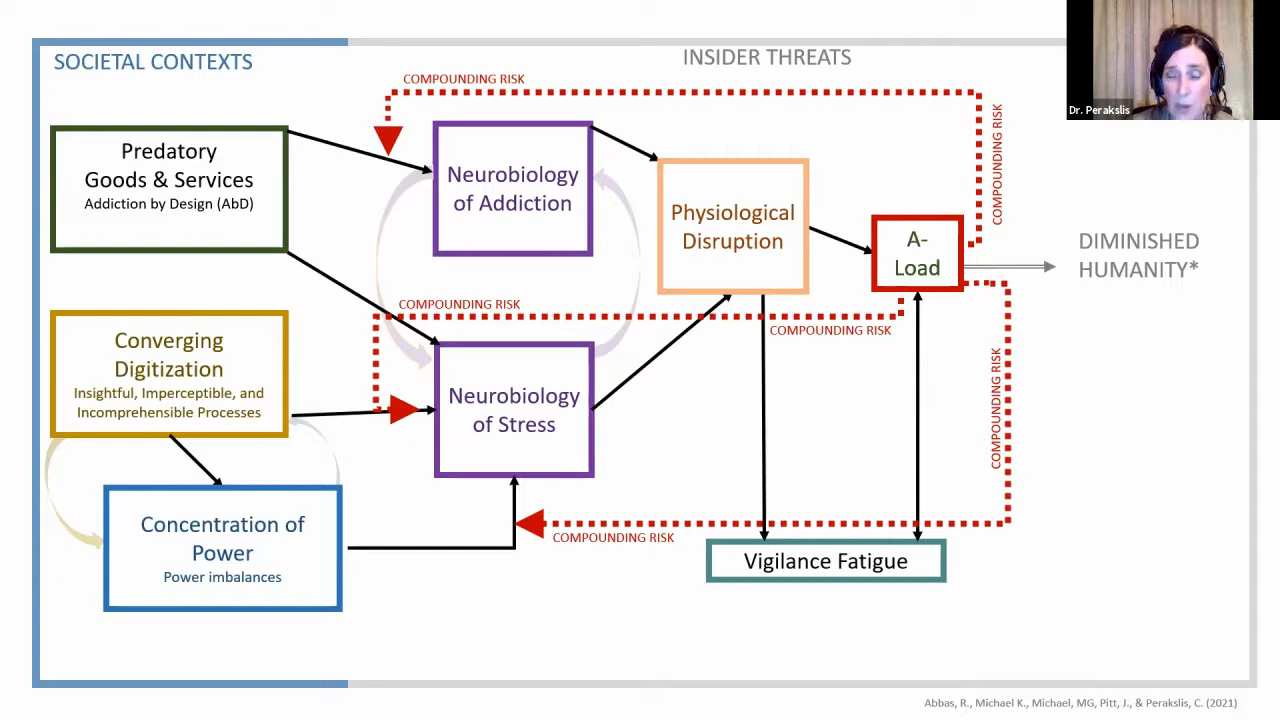 SOCIETAL CONTEXTS
INSIDER THREATS
COMPOUNDING RISK
Dr. Perakslis
COMPOUNDING RISK
Predatory
Goods & Services
Addiction by Design (AbD)
Neurobiology
of Addiction
Physiological
Disruption
A-
Load
DIMINISHED
HUMANITY*
COMPOUNDING RISK
COMPOUNDING RISK
Converging
Digitization
Insightful, Imperceptible, and
Incomprehensible Processes
Neurobiology
of Stress
COMPOUNDING RISK
Concentration of
Power
Power imbalances
COMPOUNDING RISK
Vigilance Fatigue
Abbas, R., Michael K., Michael, MG, Pitt, J., & Perakslis, C. (2021)